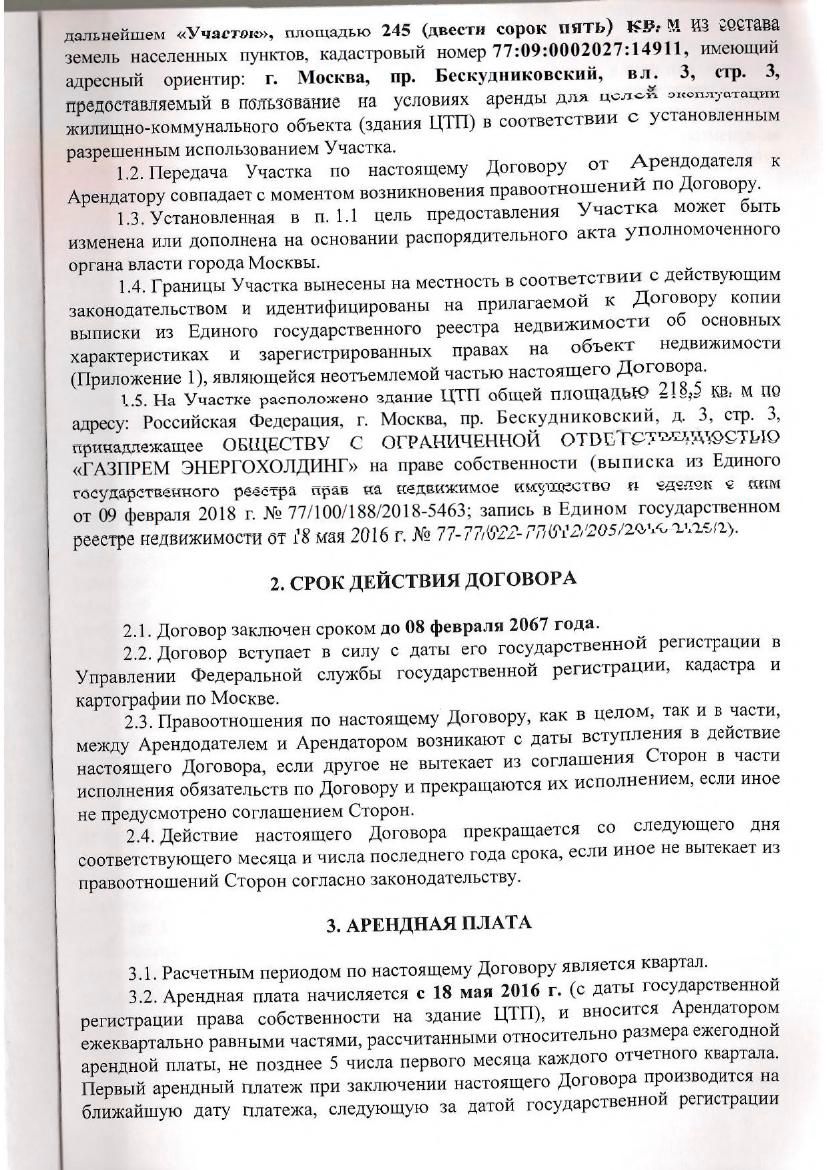 дальнейшем «Участок», площадью 245 (двести сорок пять) кв. м из состава
земель населенных пунктов, кадастровый номер 77:09:0002027:14911, имеющий
адресный ориентир: г. Москва, пр. Бескудниковский, вл. 3, стр. 3,
предоставляемый в пользование на условиях аренды для целей эксплуатации
жилищно-коммунального объекта (здания ЦТП) в соответствии с установленным
разрешенным использованием Участка.
1.2. Передача Участка по настоящему Договору от Арендодателя к
Арендатору совпадает с моментом возникновения правоотношений по Договору.
1.3. Установленная в п. 1.1 цель предоставления Участка может быть
изменена или дополнена на основании распорядительного акта уполномоченного
органа власти города Москвы.
1.4. Границы Участка вынесены на местность в соответствии с действующим
законодательством и идентифицированы на прилагаемой к Договору копии
выписки из Единого государственного реестра недвижимости об основных
характеристиках и зарегистрированных правах на объект недвижимости
(Приложение 1), являющейся неотъемлемой частью настоящего Договора.
1.5. На Участке расположено здание ЦТП общей площадью 218,5 кв. м по
адресу: Российская Федерация, г. Москва, пр. Бескудниковский, д. 3, стр. 3,
принадлежащее ОБЩЕСТВУ С ОГРАНИЧЕННОЙ ОТВЕТСТВЕННОСТЬЮ
«ГАЗПРЕМ ЭНЕРГОХОЛДИНГ» на праве собственности (выписка из Единого
государственного реестра прав на недвижимое имущество и сделок с ним
от 09 февраля 2018 г. № 77/100/188/2018-5463; запись в Едином государственном
реестре недвижимости от 18 мая 2016 г. №
2. СРОК ДЕЙСТВИЯ ДОГОВОРА
2.1. Договор заключен сроком до 08 февраля 2067 года.
2.2. Договор вступает в силу с даты его государственной регистрации в
Управлении Федеральной службы государственной регистрации, кадастра и
картографии по Москве.
2.3. Правоотношения по настоящему Договору, как в целом, так и в части,
между Арендодателем и Арендатором возникают с даты вступления в действие
настоящего Договора, если другое не вытекает из соглашения Сторон в части
исполнения обязательств по Договору и прекращаются их исполнением, если иное
не предусмотрено соглашением Сторон.
2.4. Действие настоящего Договора прекращается со следующего дня
соответствующего месяца и числа последнего года срока, если иное не вытекает из
правоотношений Сторон согласно законодательству.
3. АРЕНДНАЯ ПЛАТА
3.1. Расчетным периодом по настоящему Договору является квартал.
3.2. Арендная плата начисляется с 18 мая 2016 г. (с даты государственной
регистрации права собственности на здание ЦТП), и вносится Арендатором
ежеквартально равными частями, рассчитанными относительно размера ежегодной
арендной платы, не позднее 5 числа первого месяца каждого отчетного квартала.
Первый арендный платеж при заключении настоящего Договора производится на
ближайшую дату платежа, следующую за датой государственной регистрации